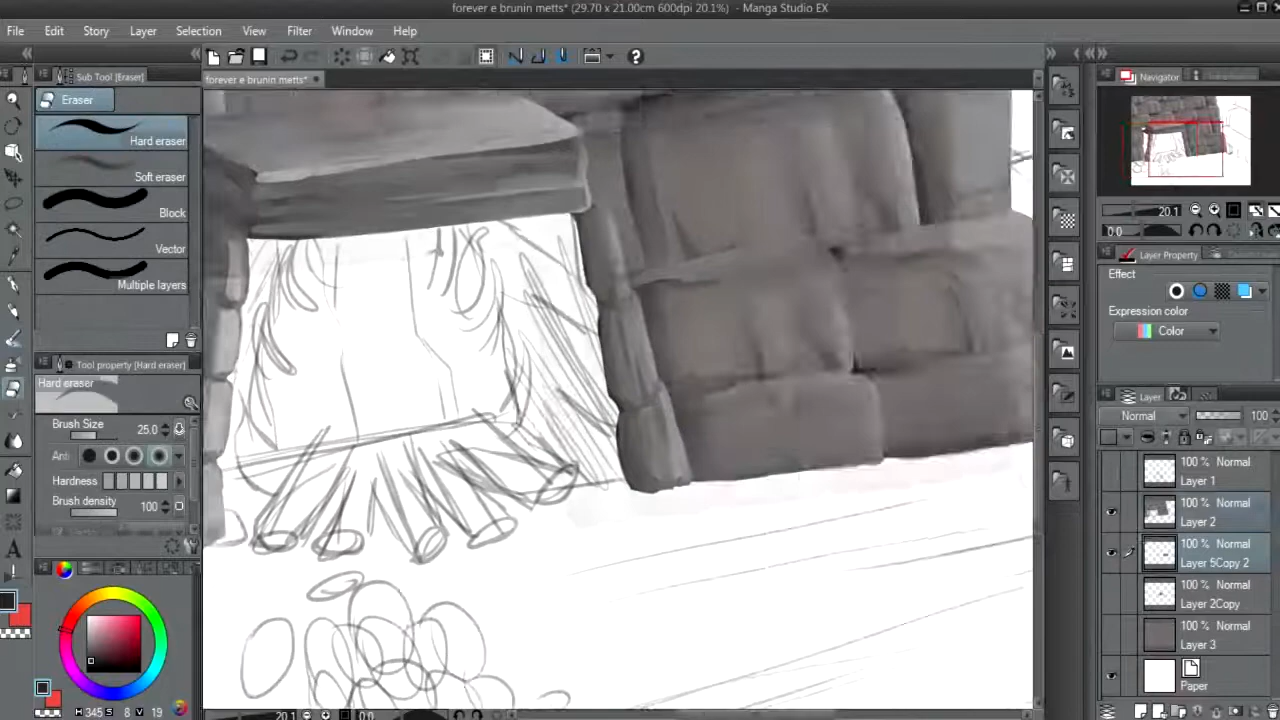 forever e brunin metts* (29.70 x 21.00cm 600dpi 20.1%) - Manga Studio EX
File Edit Story Layer Selection View Filter Window Help
Sub Tool [Eraser]
forever e brunin metts*
Navigator
Eraser
Hard eraser
Soft eraser
Block
Vector
Multiple layers
20.1
0.0
Layer Property
Effect
Expression color
Color
Tool property [Hard eraser]
Hard eraser
Brush Size 25.0
Hardness
Brush density 100
Layer
Normal 100
100 % Normal
Layer 1
100 % Normal
Layer 2
100 % Normal
Layer 5Copy 2
100 % Normal
Layer 2Copy
100 % Normal
Layer 3
Paper
H 345 S 8 V 19
20.1 0.0